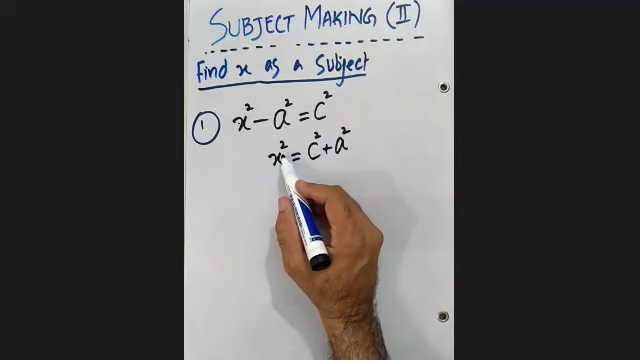 SUBJECT MAKING (II)
Find x as a Subject
1 x² - a² = c²
x² = c² + a²